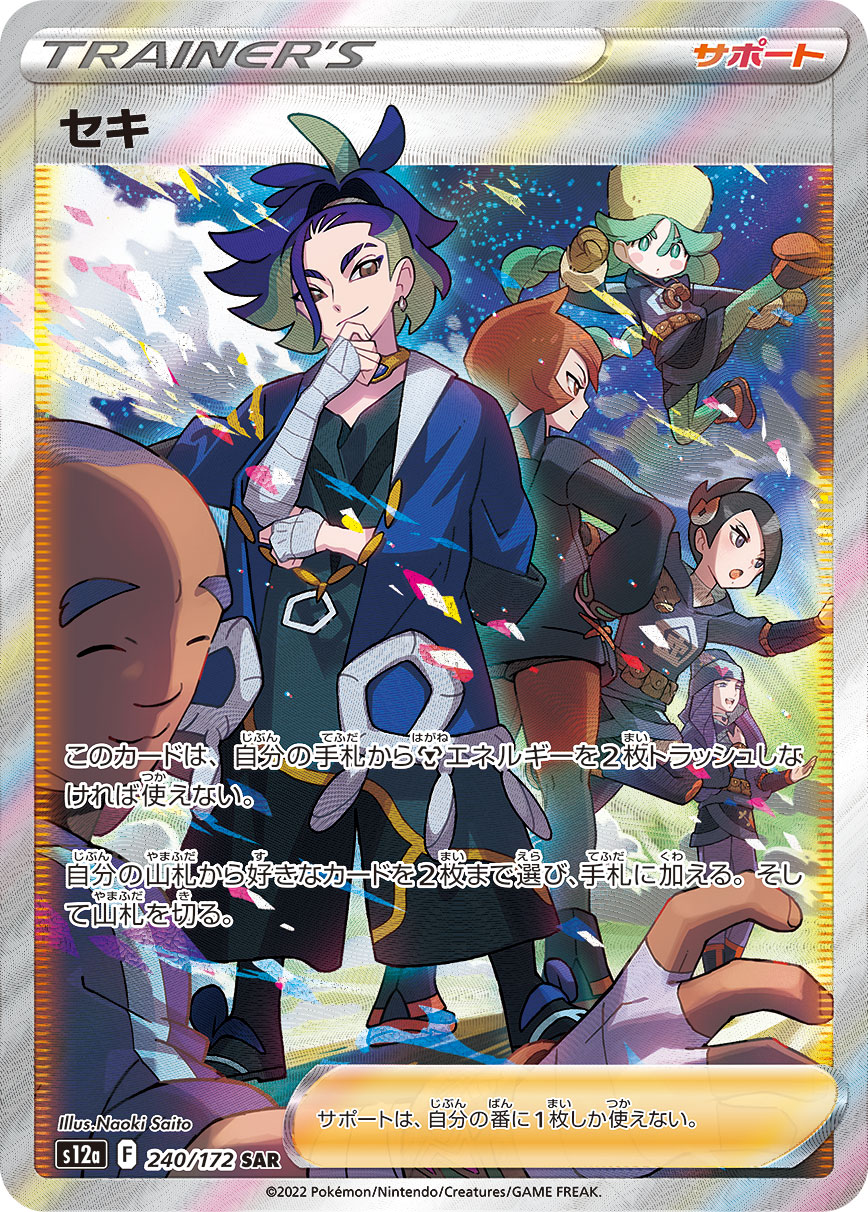 TRAINER'S
サポート
セキ
このカードは、自分の手札からエネルギーを2枚トラッシュしな
ければ使えない。
自分の山札から好きなカードを2枚まで選び、手札に加える。そし
て山札を切る。
サポートは、自分の番に1枚しか使えない。
Illus.Naoki Saito
s12a F 240/172 SAR
©2022 Pokémon/Nintendo/Creatures/GAME FREAK.